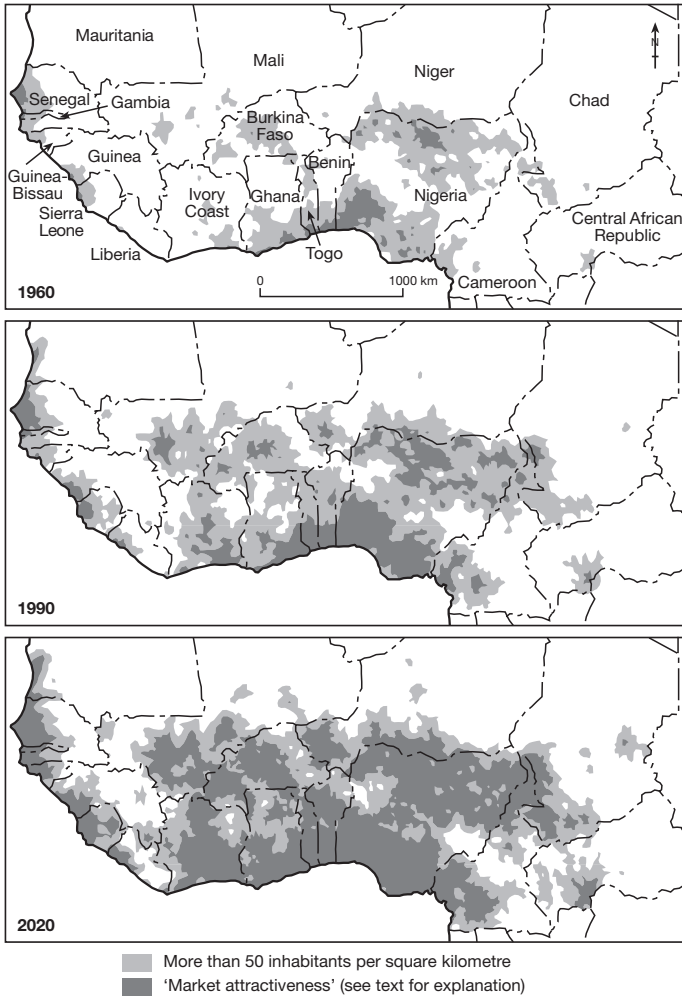 Mauritania
Mali
Niger
N
Chad
Senegal
Gambia
Burkina
Faso
Guinea
Benin
Guinea-
Bissau
Ivory
Coast
Ghana
Nigeria
Sierra
Leone
Central African
Republic
Liberia
Togo
Cameroon
0
1000 km
1960
1990
2020
More than 50 inhabitants per square kilometre
‘Market attractiveness’ (see text for explanation)